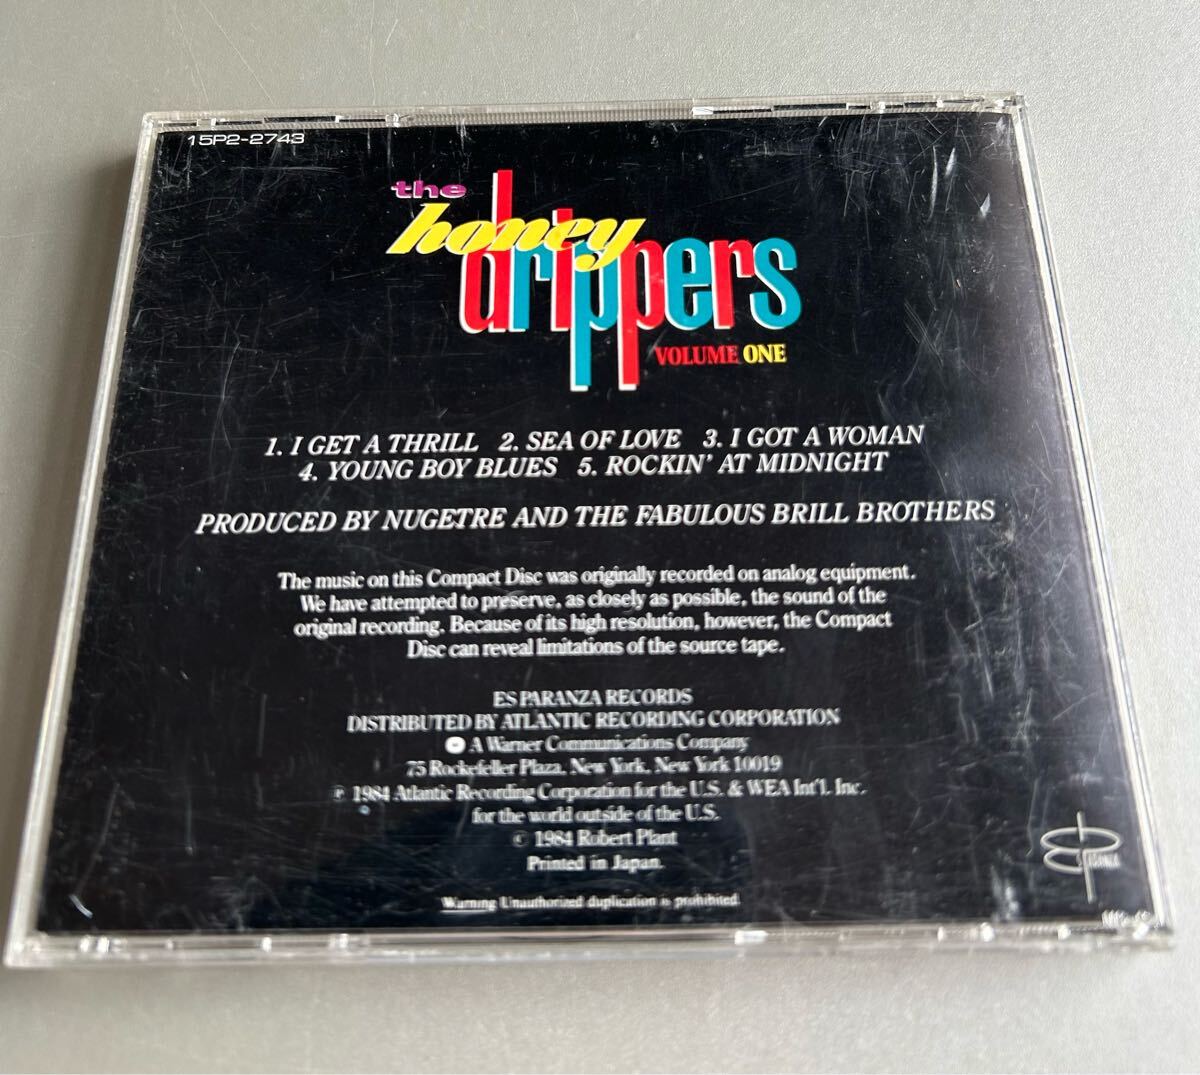 15P2-2743
the
honey
drippers
VOLUME ONE
1. I GET A THRILL 2. SEA OF LOVE 3. I GOT A WOMAN
4. YOUNG BOY BLUES 5. ROCKIN' AT MIDNIGHT
PRODUCED BY NUGETRE AND THE FABULOUS BRILL BROTHERS
The music on this Compact Disc was originally recorded on analog equipment.
We have attempted to preserve, as closely as possible, the sound of the
original recording. Because of its high resolution, however, the Compact
Disc can reveal limitations of the source tape.
ES PARANZA RECORDS
DISTRIBUTED BY ATLANTIC RECORDING CORPORATION
A Warner Communications Company
75 Rockefeller Plaza, New York, New York 10019
℗ 1984 Atlantic Recording Corporation for the U.S. & WEA Int'l. Inc.
for the world outside of the U.S.
© 1984 Robert Plant
Printed in Japan.
Warning Unauthorized duplication is prohibited.